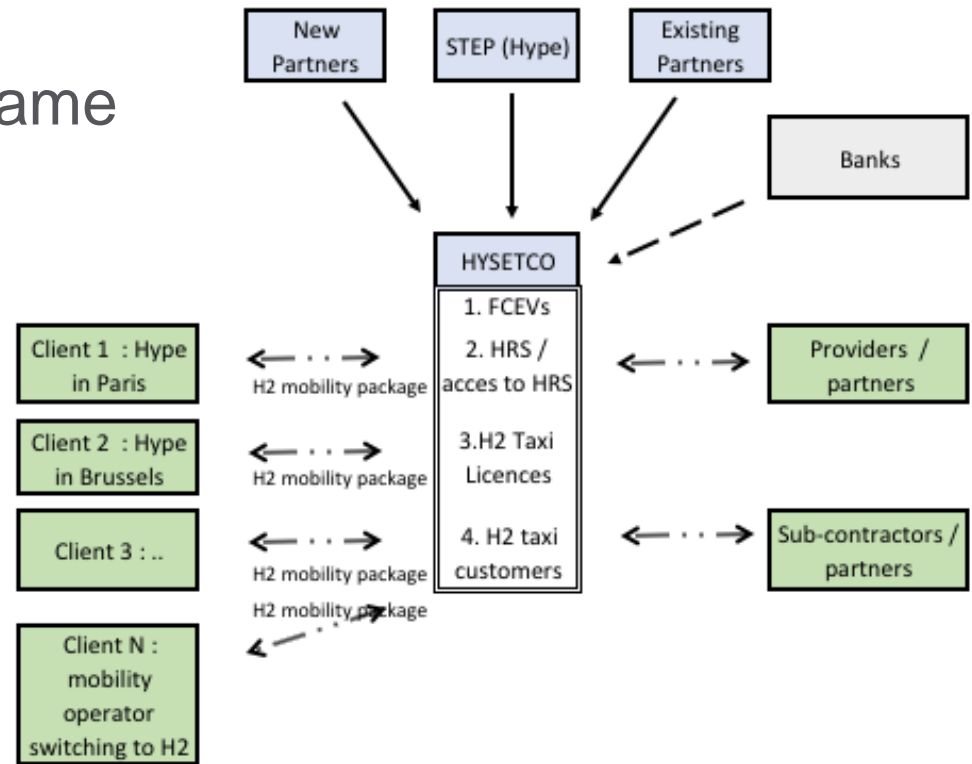 ame
New
Partners
STEP (Hype)
Existing
Partners
Banks
HYSETCO
1. FCEVs
2. HRS /
acces to HRS
3.H2 Taxi
Licences
4. H2 taxi
customers
Client 1 : Hype
in Paris
H2 mobility package
Client 2 : Hype
in Brussels
H2 mobility package
Client 3 : ..
H2 mobility package
H2 mobility package
Client N :
mobility
operator
switching to H2
Providers /
partners
Sub-contractors /
partners